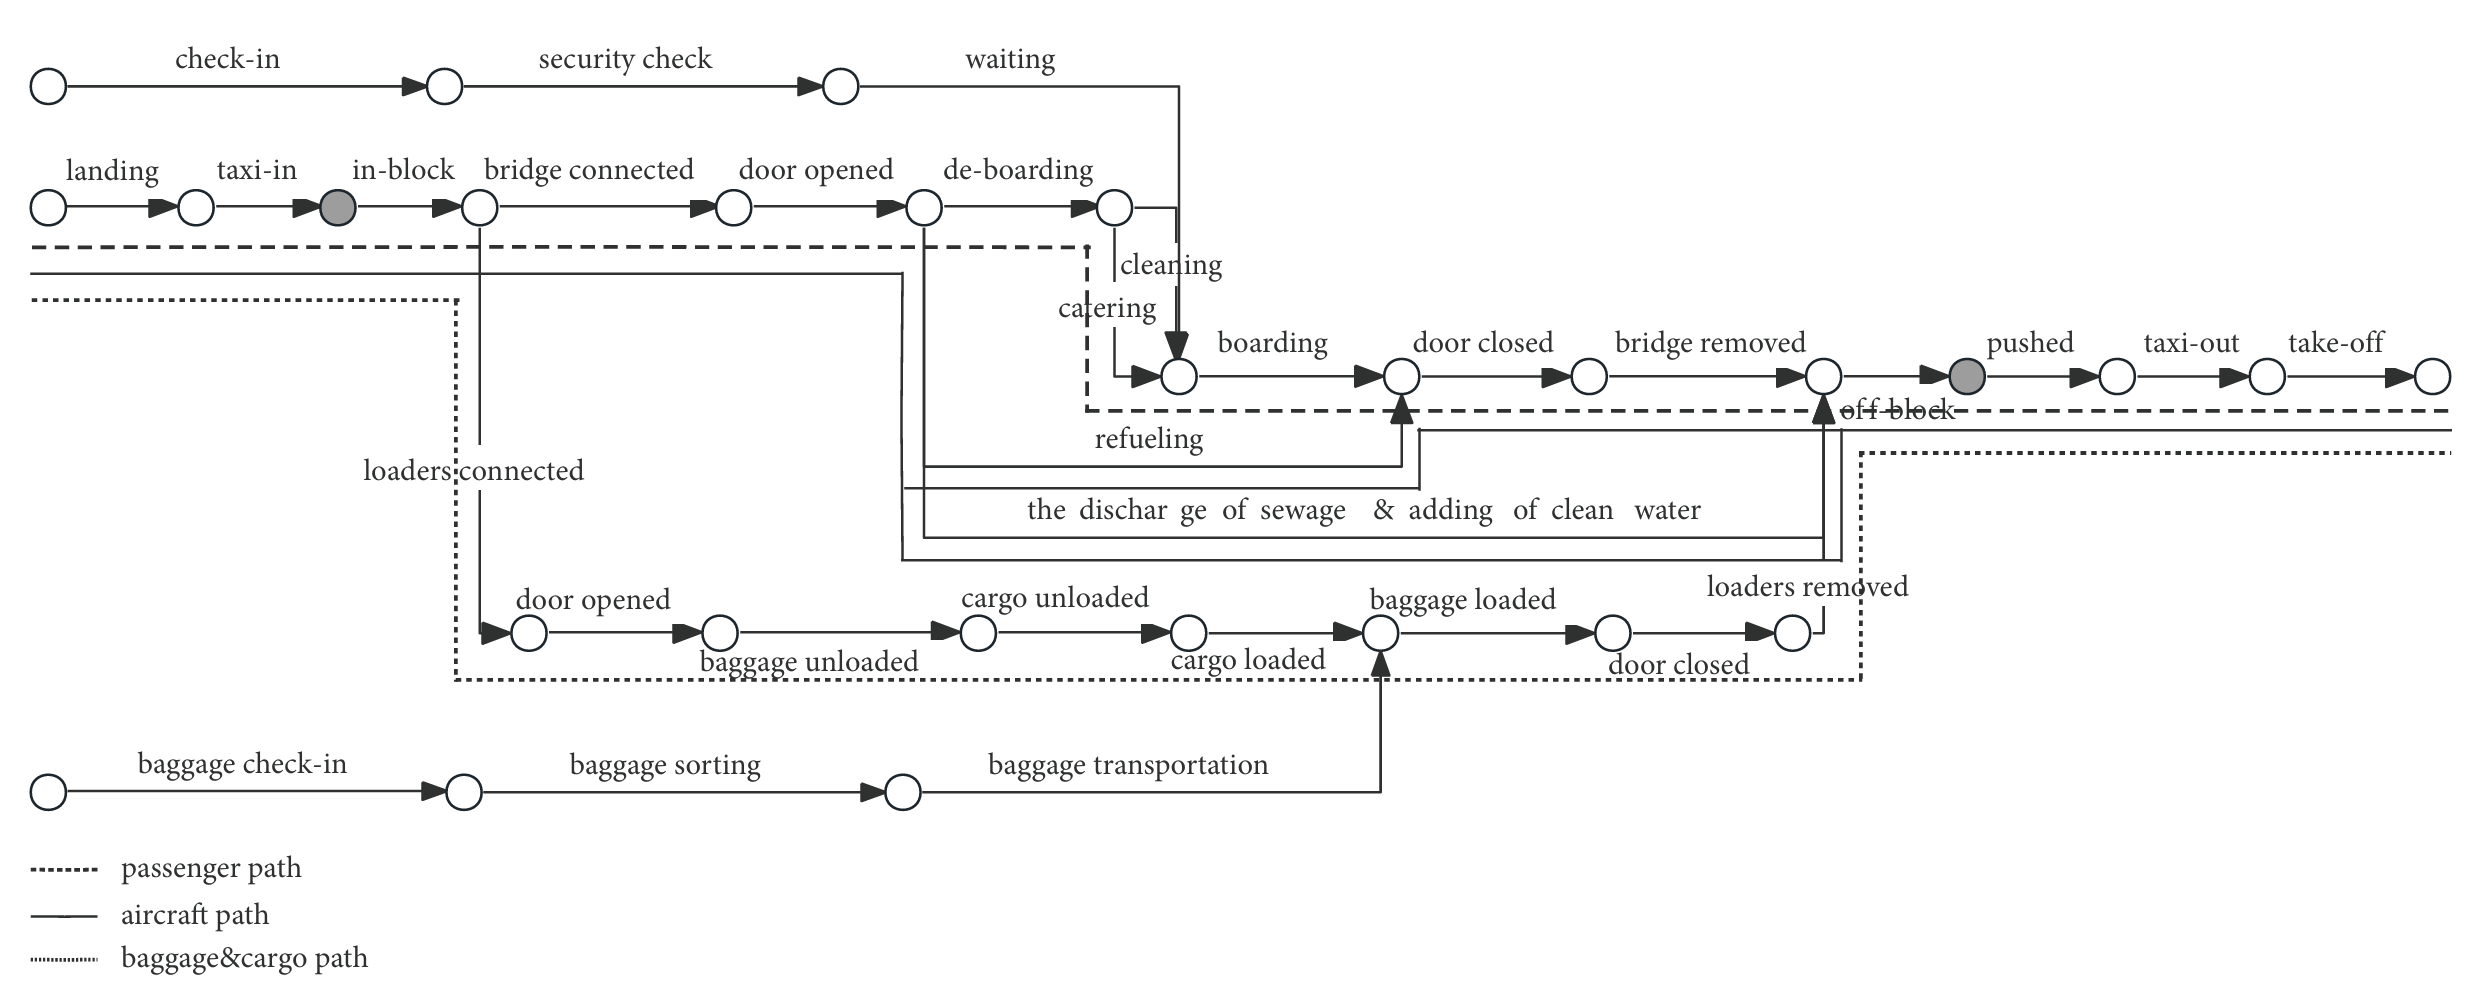 check-in security check waiting
landing taxi-in in-block bridge connected door opened de-boarding
cleaning
catering
boarding door closed bridge removed pushed taxi-out take-off
off-block
refueling
loaders connected
the dischar ge of sewage & adding of clean water
loaders removed
door opened cargo unloaded baggage loaded
baggage unloaded cargo loaded door closed
baggage check-in baggage sorting baggage transportation
passenger path
aircraft path
baggage&cargo path